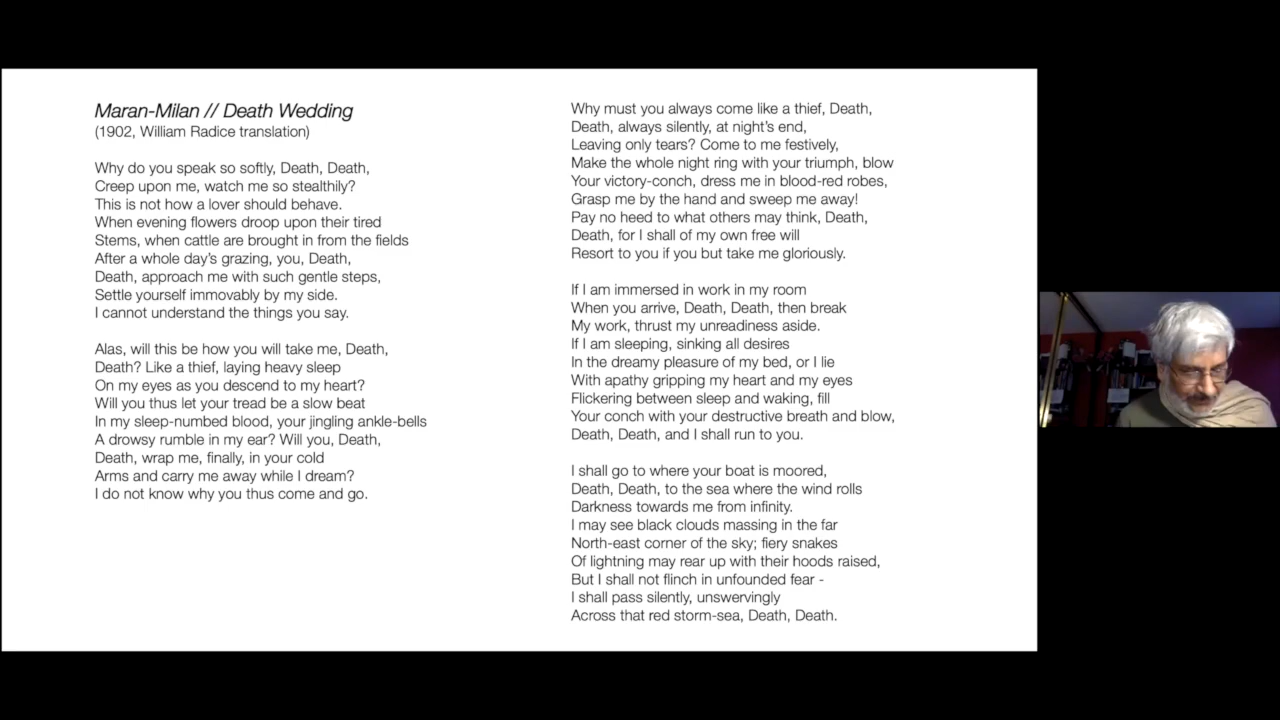 Maran-Milan // Death Wedding
(1902, William Radice translation)
Why do you speak so softly, Death, Death,
Creep upon me, watch me so stealthily?
This is not how a lover should behave.
When evening flowers droop upon their tired
Stems, when cattle are brought in from the fields
After a whole day's grazing, you, Death,
Death, approach me with such gentle steps,
Settle yourself immovably by my side.
I cannot understand the things you say.
Alas, will this be how you will take me, Death,
Death? Like a thief, laying heavy sleep
On my eyes as you descend to my heart?
Will you thus let your tread be a slow beat
In my sleep-numbed blood, your jingling ankle-bells
A drowsy rumble in my ear? Will you, Death,
Death, wrap me, finally, in your cold
Arms and carry me away while I dream?
I do not know why you thus come and go.
Why must you always come like a thief, Death,
Death, always silently, at night's end,
Leaving only tears? Come to me festively,
Make the whole night ring with your triumph, blow
Your victory-conch, dress me in blood-red robes,
Grasp me by the hand and sweep me away!
Pay no heed to what others may think, Death,
Death, for I shall of my own free will
Resort to you if you but take me gloriously.
If I am immersed in work in my room
When you arrive, Death, Death, then break
My work, thrust my unreadiness aside.
If I am sleeping, sinking all desires
In the dreamy pleasure of my bed, or I lie
With apathy gripping my heart and my eyes
Flickering between sleep and waking, fill
Your conch with your destructive breath and blow,
Death, Death, and I shall run to you.
I shall go to where your boat is moored,
Death, Death, to the sea where the wind rolls
Darkness towards me from infinity.
I may see black clouds massing in the far
North-east corner of the sky; fiery snakes
Of lightning may rear up with their hoods raised,
But I shall not flinch in unfounded fear -
I shall pass silently, unswervingly
Across that red storm-sea, Death, Death.